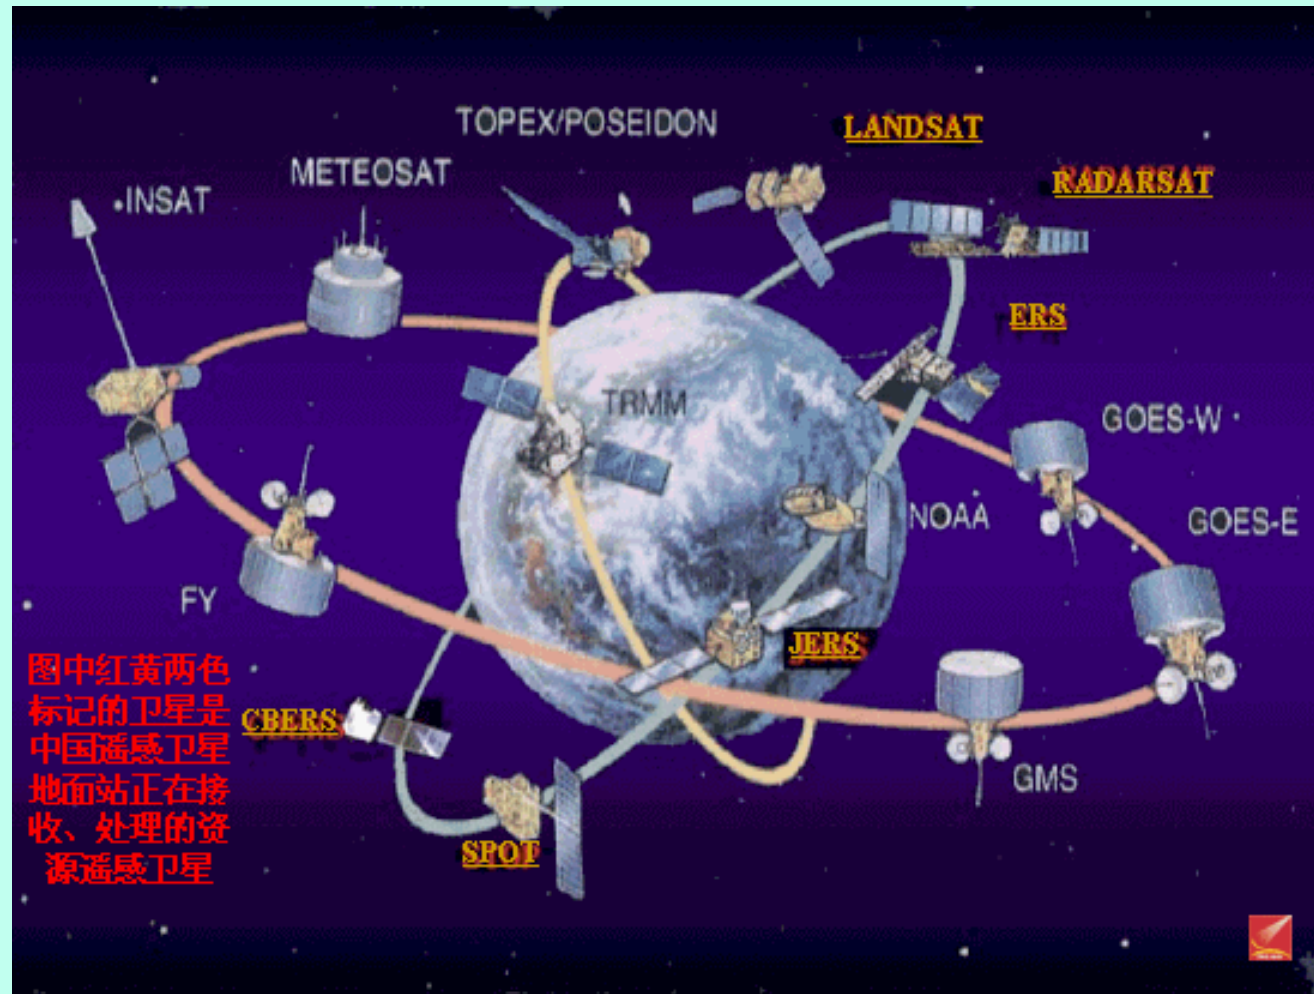 TOPEX/POSEIDON
LANDSAT
METEOSAT
RADARSAT
INSAT
ERS
TRMM
GOES-W
NOAA
GOES-E
FY
JERS
图中红黄两色
标记的卫星是
中国遥感卫星
地面站正在接
收、处理的资
源遥感卫星
CBERS
GMS
SPOT